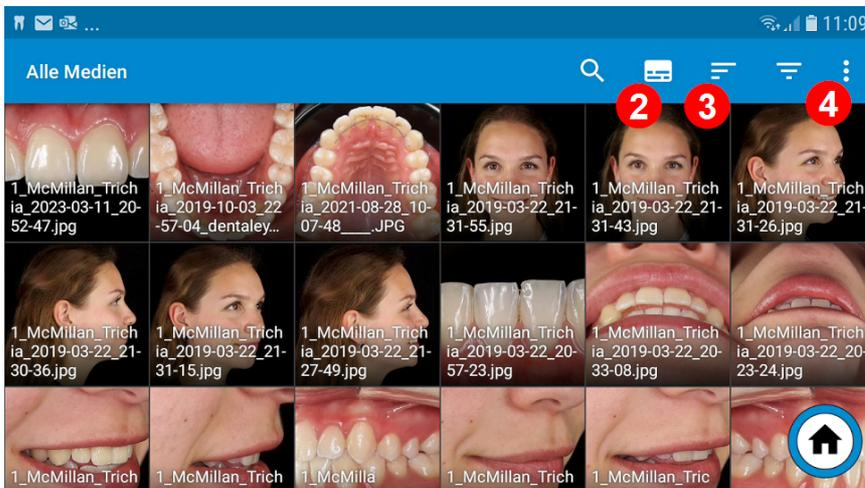 ... 11:09
Alle Medien
2 3 4
1_McMillan_Trich
ia_2023-03-11_20-
52-47.jpg
1_McMillan_Trich
ia_2019-10-03_22
-57-04_dentaley...
1_McMillan_Trich
ia_2021-08-28_10-
07-48____.JPG
1_McMillan_Trich
ia_2019-03-22_21-
31-55.jpg
1_McMillan_Trich
ia_2019-03-22_21-
31-43.jpg
1_McMillan_Trich
ia_2019-03-22_21-
31-26.jpg
1_McMillan_Trich
ia_2019-03-22_21-
30-36.jpg
1_McMillan_Trich
ia_2019-03-22_21-
31-15.jpg
1_McMillan_Trich
ia_2019-03-22_21-
27-49.jpg
1_McMillan_Trich
ia_2019-03-22_20-
57-23.jpg
1_McMillan_Trich
ia_2019-03-22_20-
33-08.jpg
1_McMillan_Trich
ia_2019-03-22_20-
23-24.jpg
1_McMillan_Trich
1_McMillan_Trich
1_McMilla
1_McMillan_Trich
1_McMillan_Tric
1_McMillan_Trich